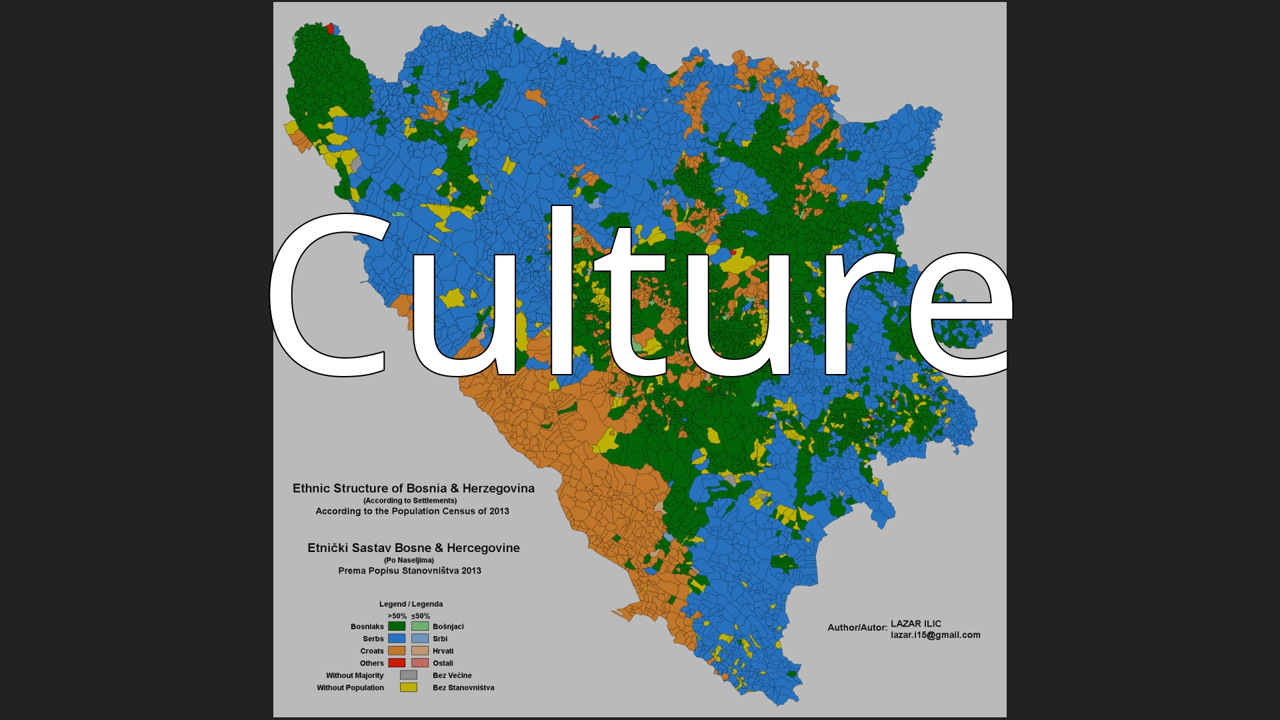 Culture
Ethnic Structure of Bosnia & Herzegovina
(According to Settlements)
According to the Population Census of 2013
Etnički Sastav Bosne & Hercegovine
(Po Naseljima)
Prema Popisu Stanovništva 2013
Legend / Legenda
>50% ≤50%
Bosniaks Bošnjaci
Serbs Srbi
Croats Hrvati
Others Ostali
Without Majority Bez Većine
Without Population Bez Stanovništva
Author/Autor: LAZAR ILIC
lazar.i15@gmail.com